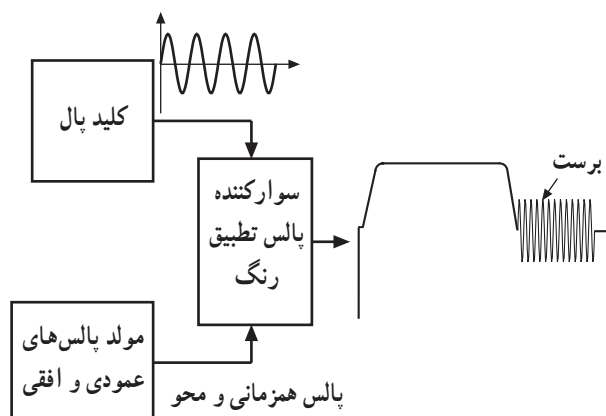 کلید پال
سوارکننده
پالس تطبیق
رنگ
برست
مولد پالس‌های
عمودی و افقی
پالس همزمانی و محو